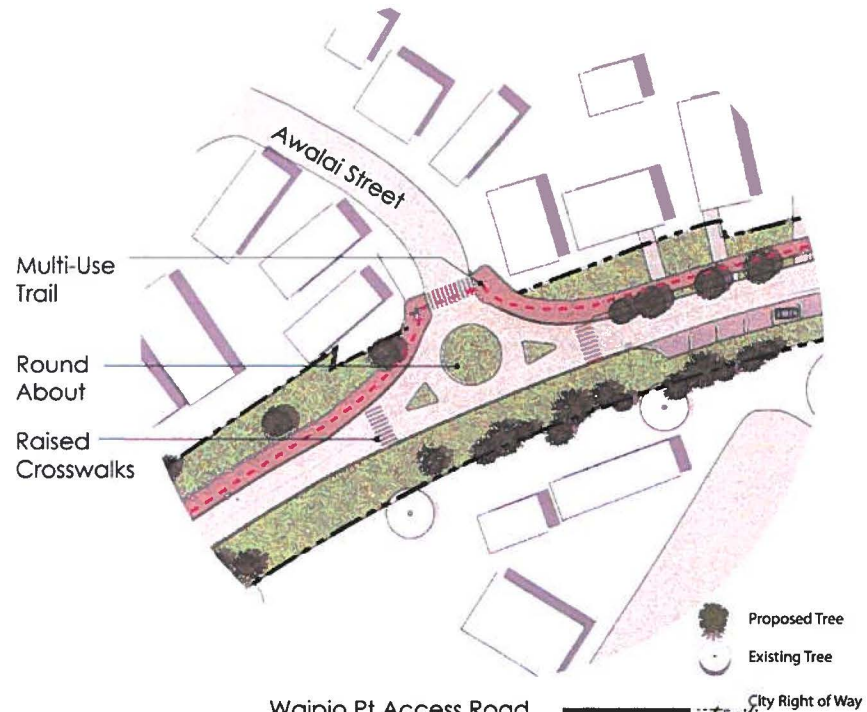 Awalai Street
Multi-Use
Trail
Round
About
Raised
Crosswalks
Proposed Tree
Existing Tree
City Right of Way
Waipio Pt Access Road